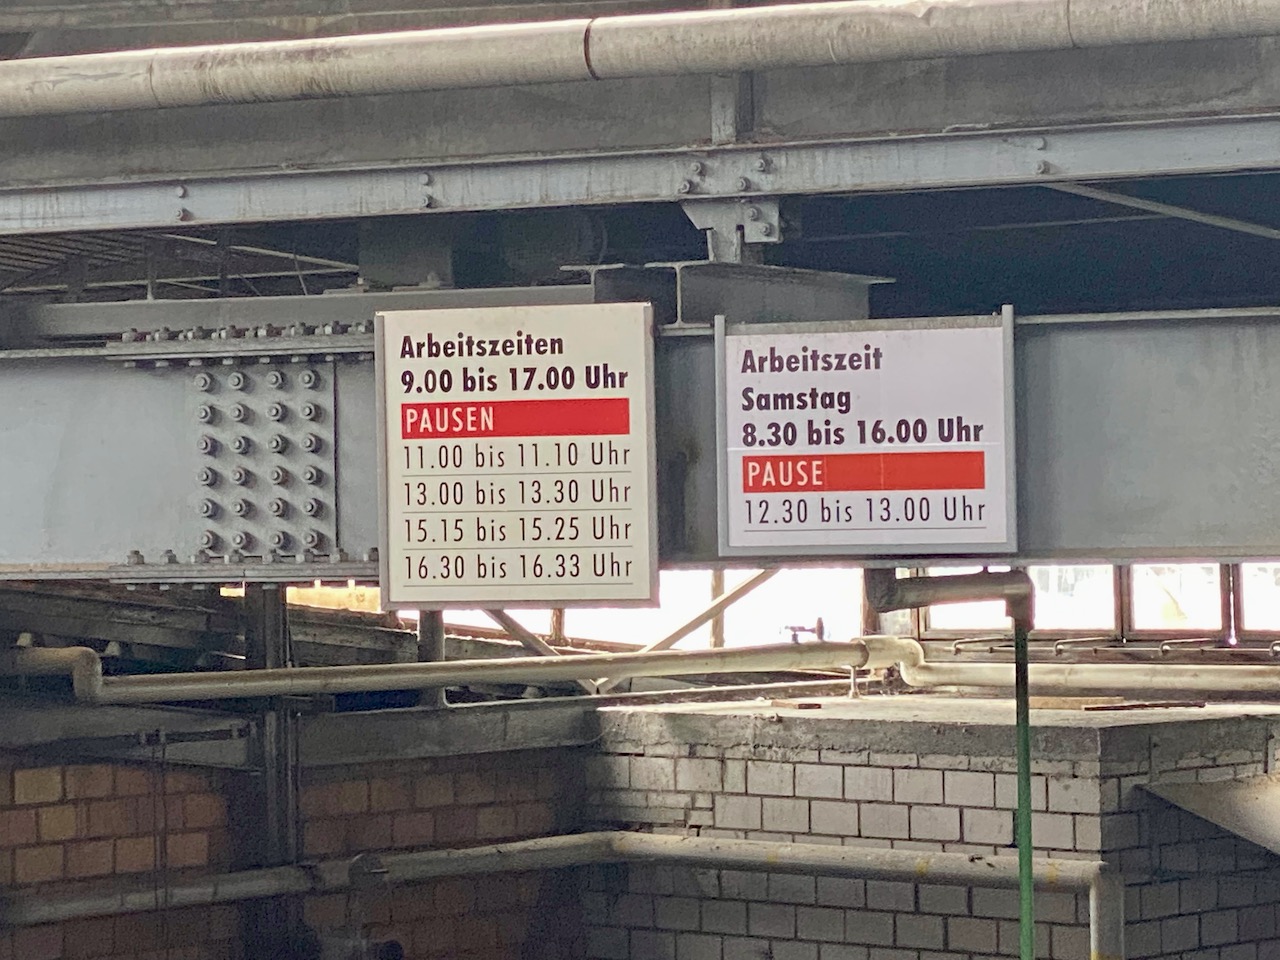 Arbeitszeiten
9.00 bis 17.00 Uhr
PAUSEN
11.00 bis 11.10 Uhr
13.00 bis 13.30 Uhr
15.15 bis 15.25 Uhr
16.30 bis 16.33 Uhr
Arbeitszeit
Samstag
8.30 bis 16.00 Uhr
PAUSE
12.30 bis 13.00 Uhr